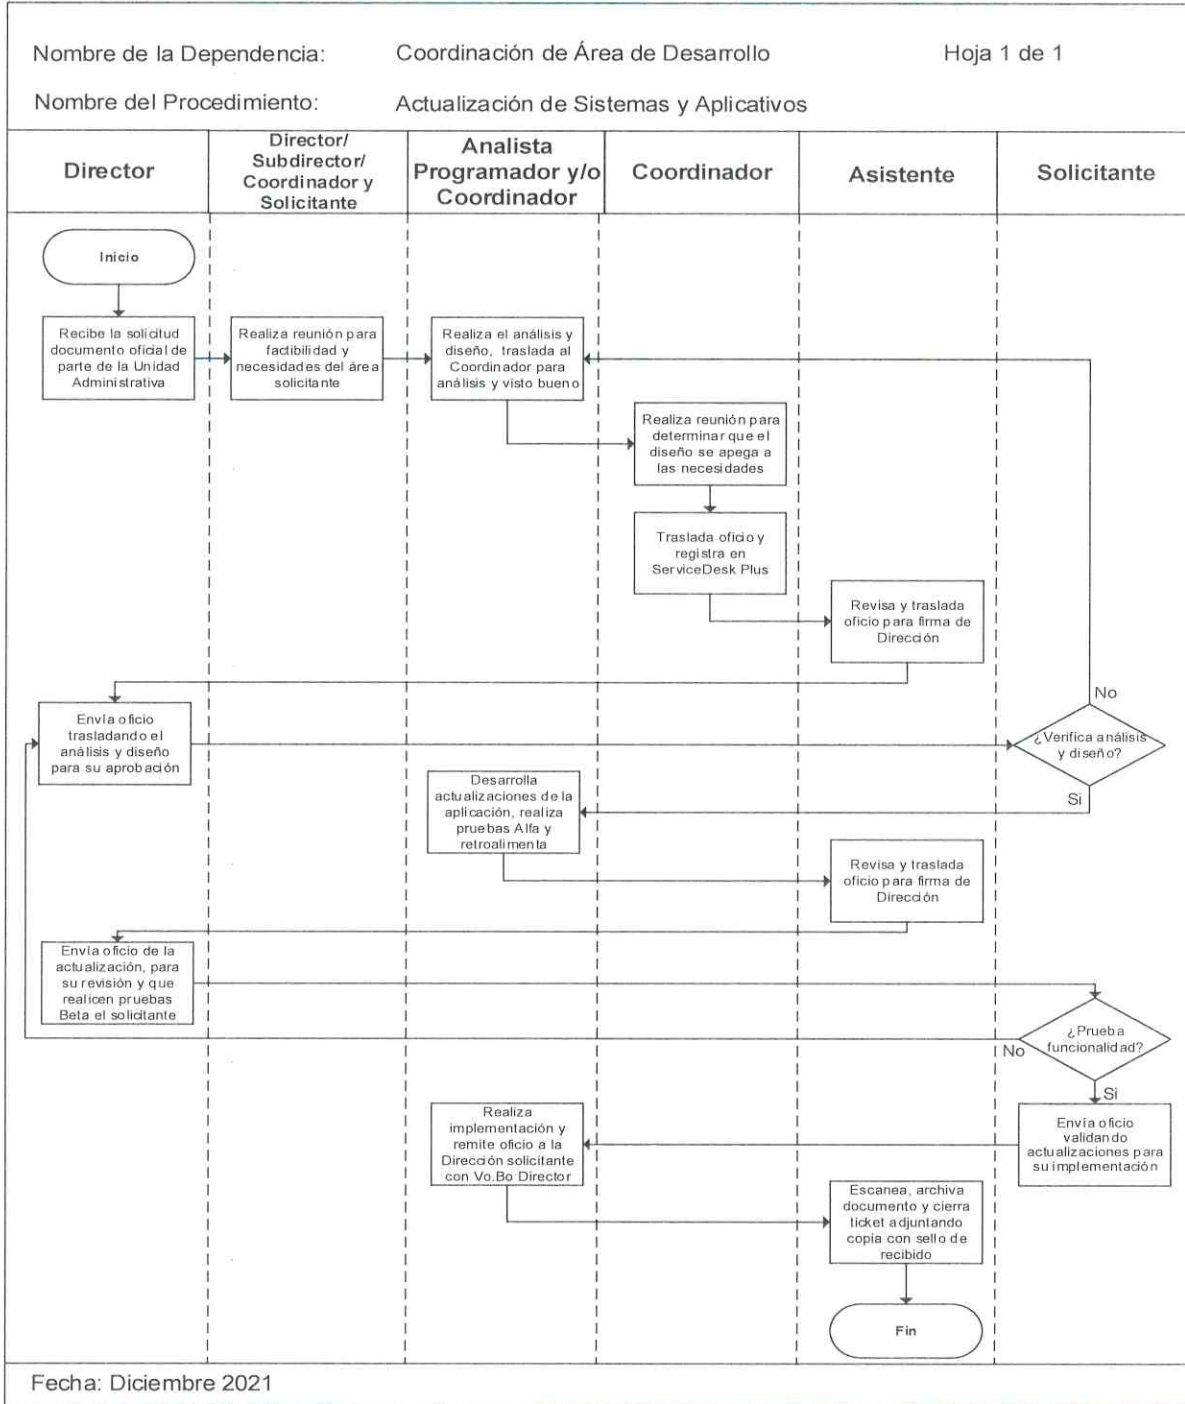 Nombre de la Dependencia: Coordinación de Área de Desarrollo Hoja 1 de 1
Nombre del Procedimiento: Actualización de Sistemas y Aplicativos
Director
Director/
Subdirector/
Coordinador y
Solicitante
Analista
Programador y/o
Coordinador
Coordinador
Asistente
Solicitante
Inicio
Recibe la solicitud
documento oficial de
parte de la Unidad
Administrativa
Realiza reunión para
factibilidad y
necesidades del área
solicitante
Realiza el análisis y
diseño, traslada al
Coordinador para
análisis y visto bueno
Realiza reunión para
determinar que el
diseño se apega a
las necesidades
Traslada oficio y
registra en
ServiceDesk Plus
Revisa y traslada
oficio para firma de
Dirección
No
Envía oficio
trasladando el
análisis y diseño
para su aprobación
¿Verifica análisis
y diseño?
Si
Desarrolla
actualizaciones de la
aplicación, realiza
pruebas Alfa y
retroalimenta
Revisa y traslada
oficio para firma de
Dirección
Envía oficio de la
actualización, para
su revisión y que
realicen pruebas
Beta el solicitante
¿Prueba
funcionalidad?
No
Si
Envía oficio
validando
actualizaciones para
su implementación
Realiza
implementación y
remite oficio a la
Dirección solicitante
con Vo.Bo Director
Escanea, archiva
documento y cierra
ticket adjuntando
copia con sello de
recibido
Fin
Fecha: Diciembre 2021